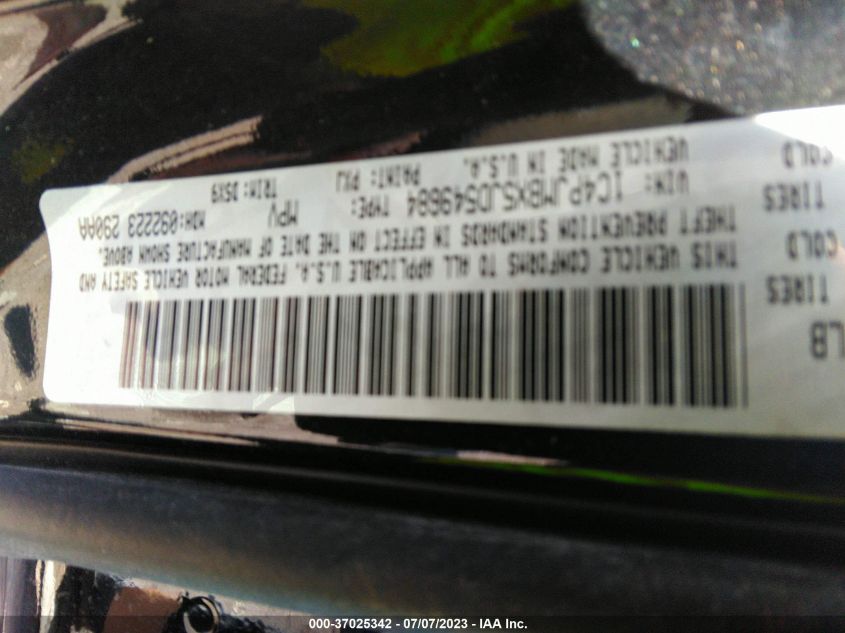 LB
TIRES
THIS VEHICLE CONFORMS TO ALL APPLICABLE U.S.A. FEDERAL MOTOR VEHICLE SAFETY AND
COLD
THEFT PREVENTION STANDARDS IN EFFECT ON THE DATE OF MANUFACTURE SHOWN ABOVE.
TIRES
VIN: 1C4PJMBX5JD549684 TYPE: MPV MDH:092223 290AA
COLD
VEHICLE MADE IN U.S.A. PAINT: PXJ TRIM: D5X9
000-37025342 - 07/07/2023 - IAA Inc.